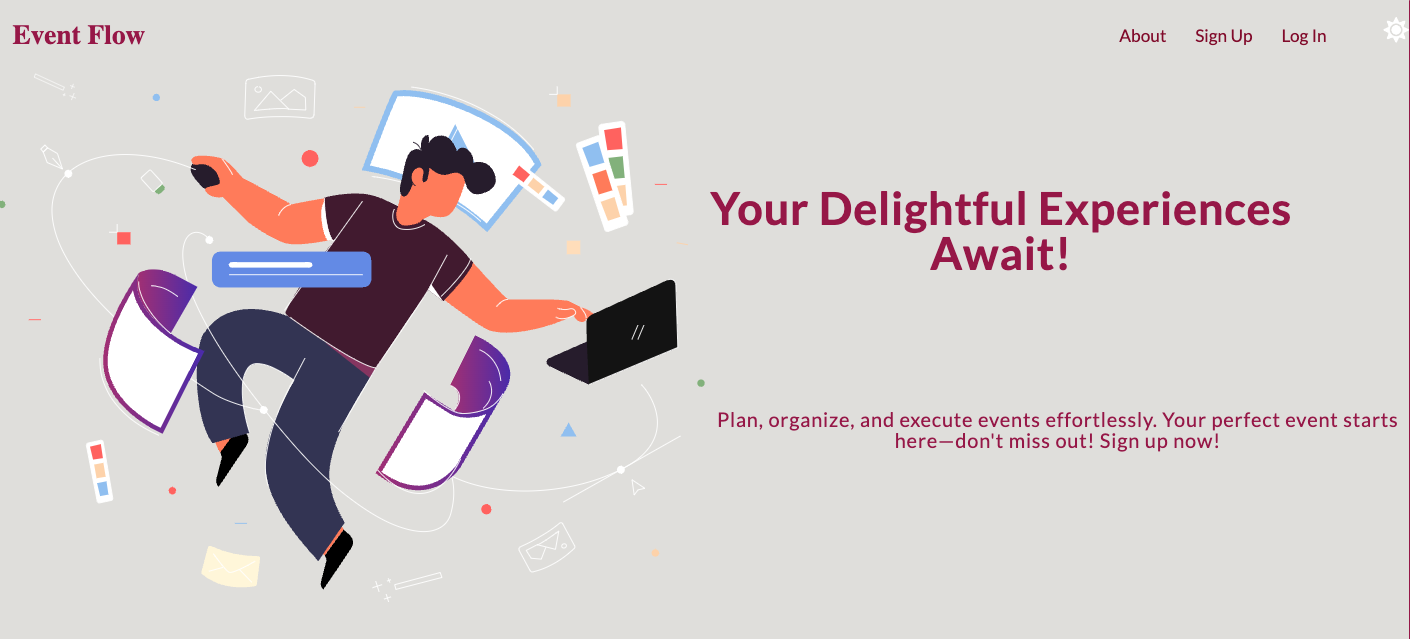 Event Flow
About Sign Up Log In
Your Delightful Experiences
Await!
Plan, organize, and execute events effortlessly. Your perfect event starts
here—don't miss out! Sign up now!